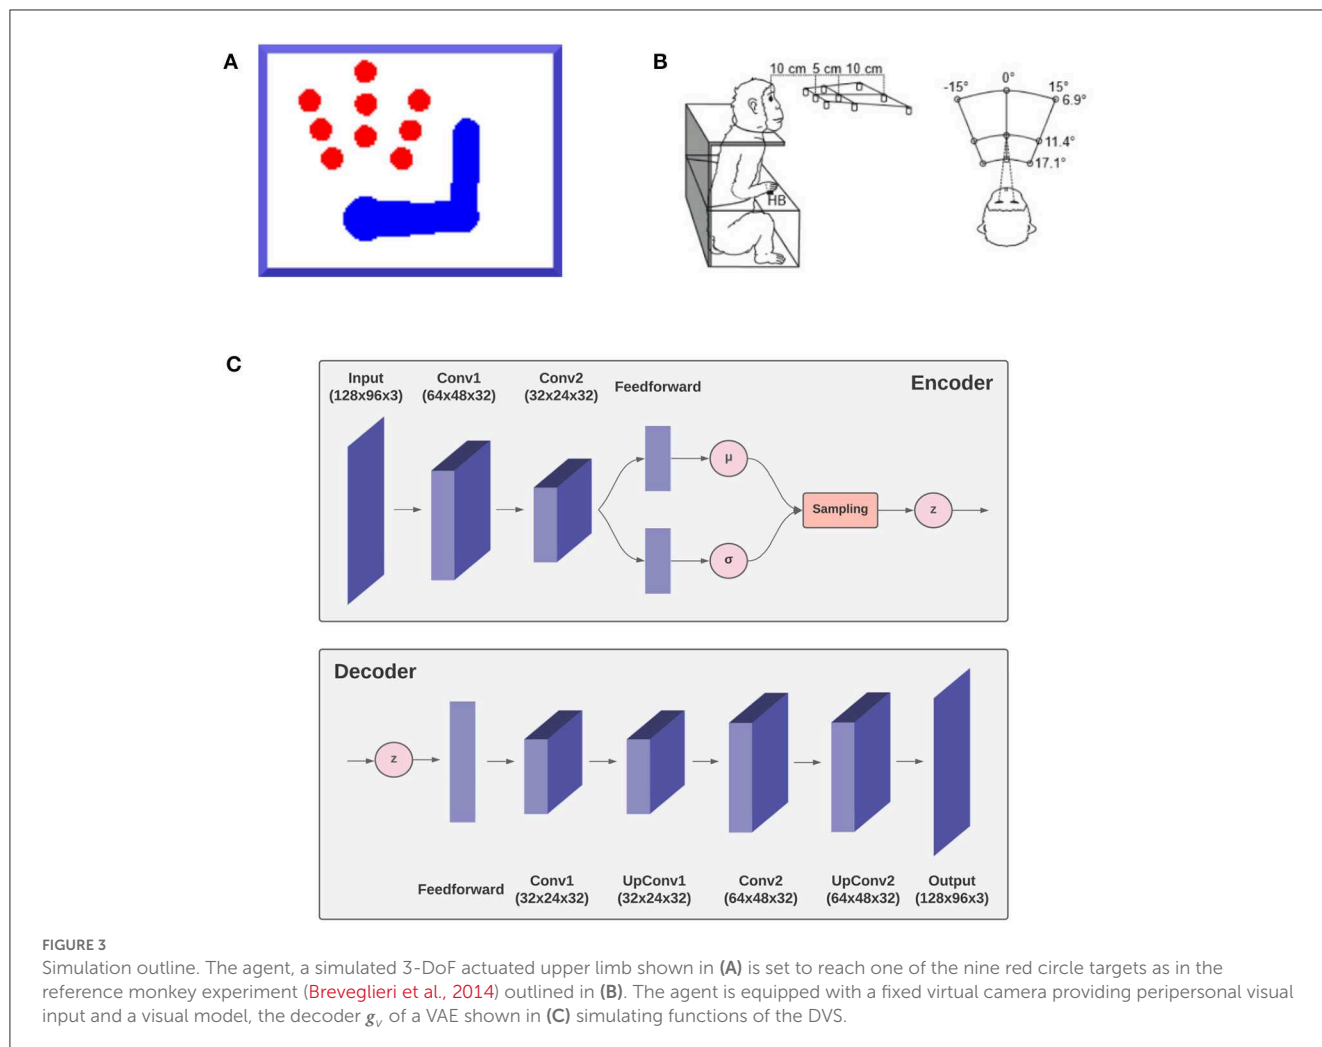 A
B
10 cm 5 cm 10 cm
HB
-15°
0°
15°
6.9°
11.4°
17.1°
C
Encoder
Input
(128x96x3)
Conv1
(64x48x32)
Conv2
(32x24x32)
Feedforward
μ
σ
Sampling
z
Decoder
z
Feedforward
Conv1
(32x24x32)
UpConv1
(32x24x32)
Conv2
(64x48x32)
UpConv2
(64x48x32)
Output
(128x96x3)
FIGURE 3
Simulation outline. The agent, a simulated 3-DoF actuated upper limb shown in (A) is set to reach one of the nine red circle targets as in the
reference monkey experiment (Breveglieri et al., 2014) outlined in (B). The agent is equipped with a fixed virtual camera providing peripersonal visual
input and a visual model, the decoder gv of a VAE shown in (C) simulating functions of the DVS.